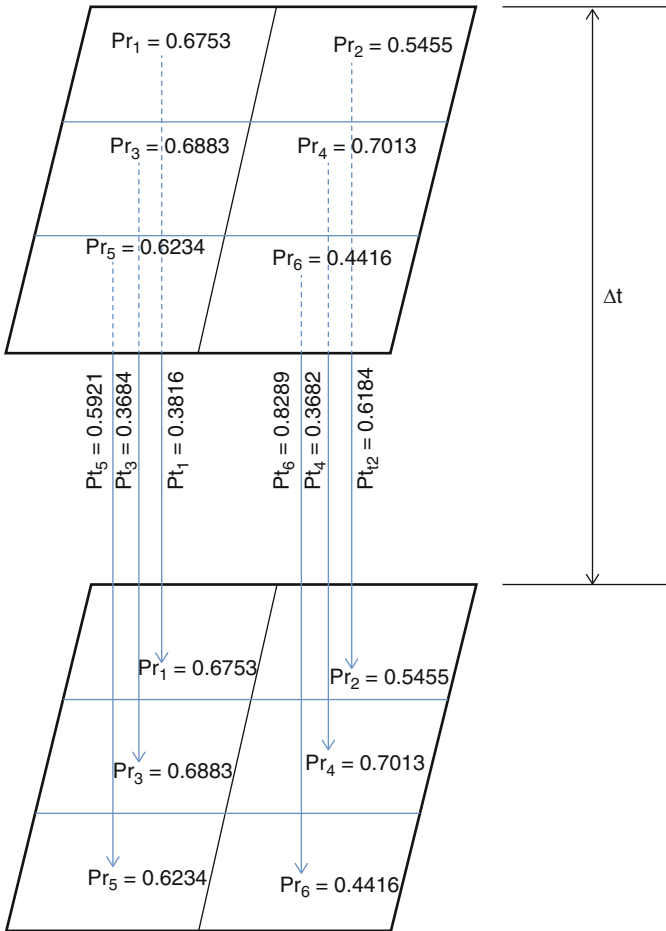 Pr₁ = 0.6753
Pr₂ = 0.5455
Pr₃ = 0.6883
Pr₄ = 0.7013
Pr₅ = 0.6234
Pr₆ = 0.4416
Δt
Pt₅ = 0.5921
Pt₃ = 0.3684
Pt₁ = 0.3816
Pt₆ = 0.8289
Pt₄ = 0.3682
Ptₜ₂ = 0.6184
Pr₁ = 0.6753
Pr₂ = 0.5455
Pr₃ = 0.6883
Pr₄ = 0.7013
Pr₅ = 0.6234
Pr₆ = 0.4416